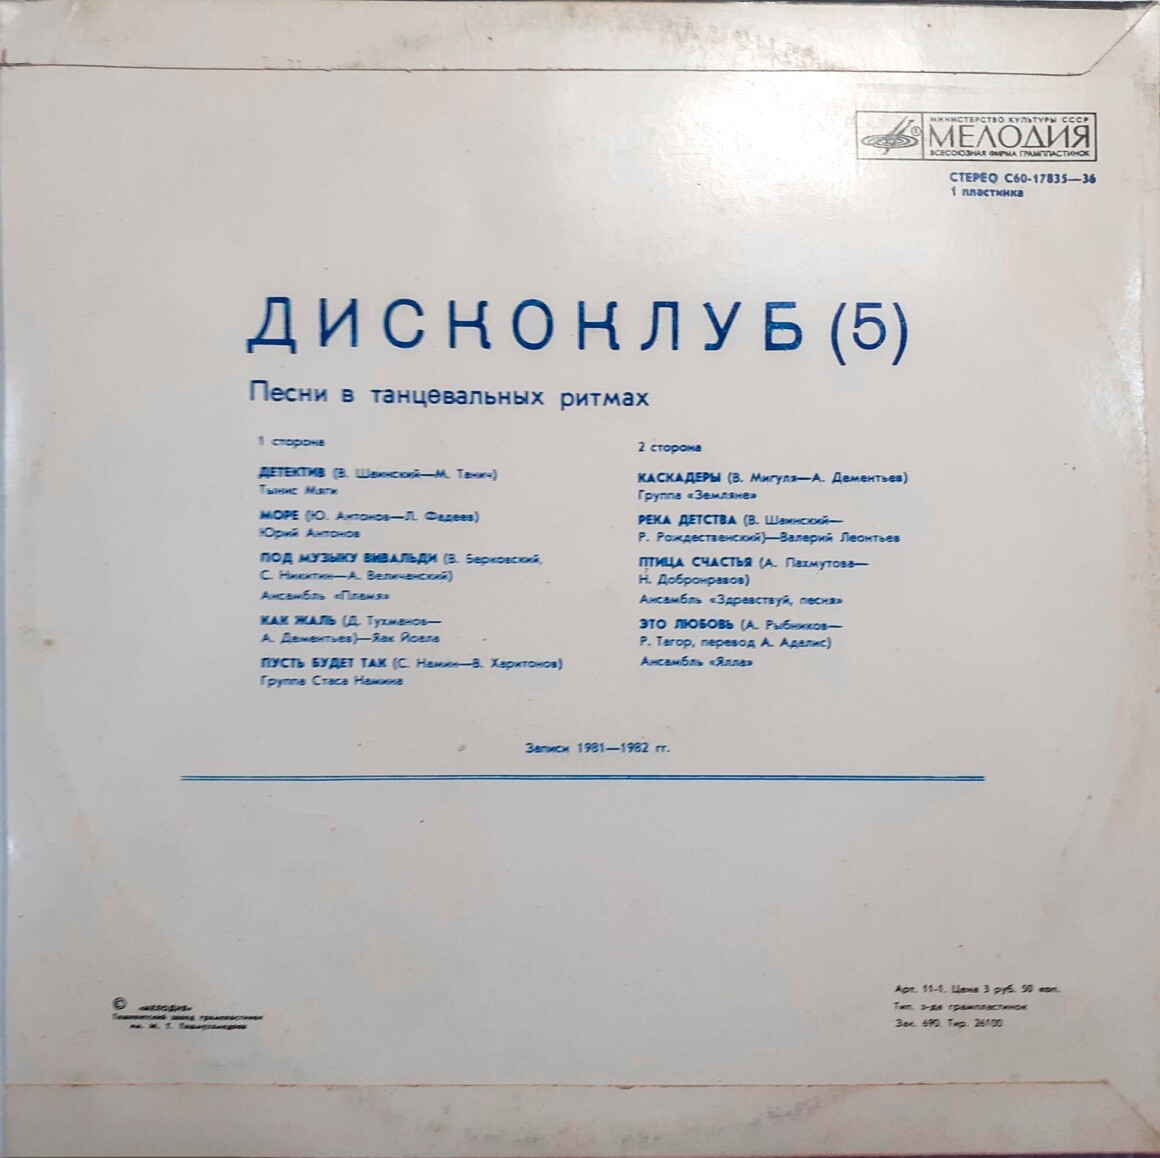 МИНИСТЕРСТВО КУЛЬТУРЫ СССР
МЕЛОДИЯ
ВСЕСОЮЗНАЯ ФИРМА ГРАМПЛАСТИНОК
СТЕРЕО С60-17835—36
1 пластинка
ДИСКОКЛУБ (5)
Песни в танцевальных ритмах
1 сторона
ДЕТЕКТИВ (В. Шаинский—М. Танич)
Тынис Мяги
МОРЕ (Ю. Антонов—Л. Фадеев)
Юрий Антонов
ПОД МУЗЫКУ ВИВАЛЬДИ (В. Берковский,
С. Никитин—А. Величанский)
Ансамбль «Пламя»
КАК ЖАЛЬ (Д. Тухманов—
А. Дементьев)—Яак Йоала
ПУСТЬ БУДЕТ ТАК (С. Намин—В. Харитонов)
Группа Стаса Намина
2 сторона
КАСКАДЕРЫ (В. Мигуля—А. Дементьев)
Группа «Земляне»
РЕКА ДЕТСТВА (В. Шаинский—
Р. Рождественский)—Валерий Леонтьев
ПТИЦА СЧАСТЬЯ (А. Пахмутова—
Н. Добронравов)
Ансамбль «Здравствуй, песня»
ЭТО ЛЮБОВЬ (А. Рыбников—
Р. Тагор, перевод А. Адалис)
Ансамбль «Ялла»
Записи 1981—1982 гг.
© «МЕЛОДИЯ»
Ташкентский завод грампластинок
им. М. Т. Ташмухамедова
Арт. 11-1. Цена 3 руб. 50 коп.
Тип. з-да грампластинок
Зак. 690. Тир. 26100